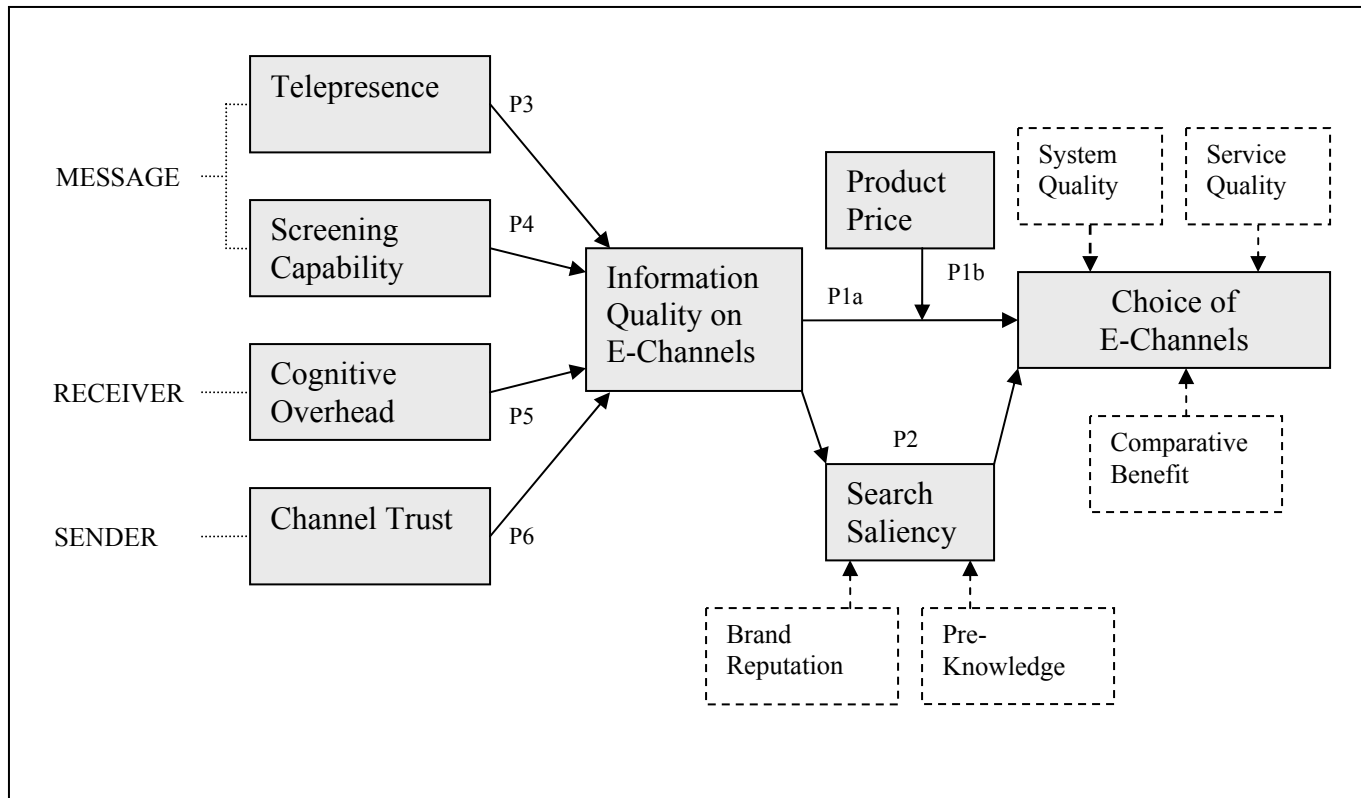 Telepresence
P3
MESSAGE
Screening
Capability
P4
RECEIVER
Cognitive
Overhead
P5
SENDER
Channel Trust
P6
Information
Quality on
E-Channels
Product
Price
P1a
P1b
System
Quality
Service
Quality
Choice of
E-Channels
Comparative
Benefit
P2
Search
Saliency
Brand
Reputation
Pre-
Knowledge